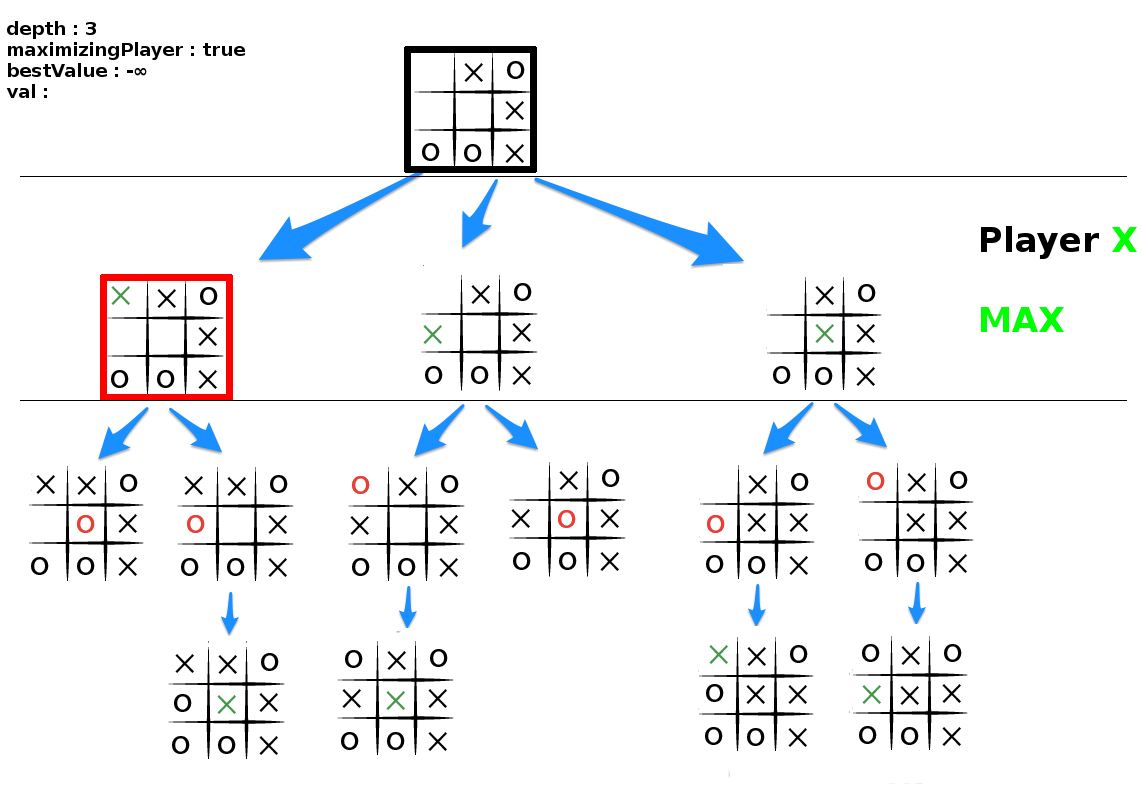 depth : 3
maximizingPlayer : true
bestValue : -∞
val :
× O
×
O O ×
Player X
MAX
× × O
×
O O ×
× O
× ×
O O ×
× O
× ×
O O ×
× × O
O ×
O O ×
× × O
O ×
O O ×
O × O
× ×
O O ×
× O
× O ×
O O ×
× O
O × ×
O O ×
O × O
× ×
O O ×
× × O
O × ×
O O ×
O × O
× × ×
O O ×
× × O
O × ×
O O ×
O × O
× × ×
O O ×